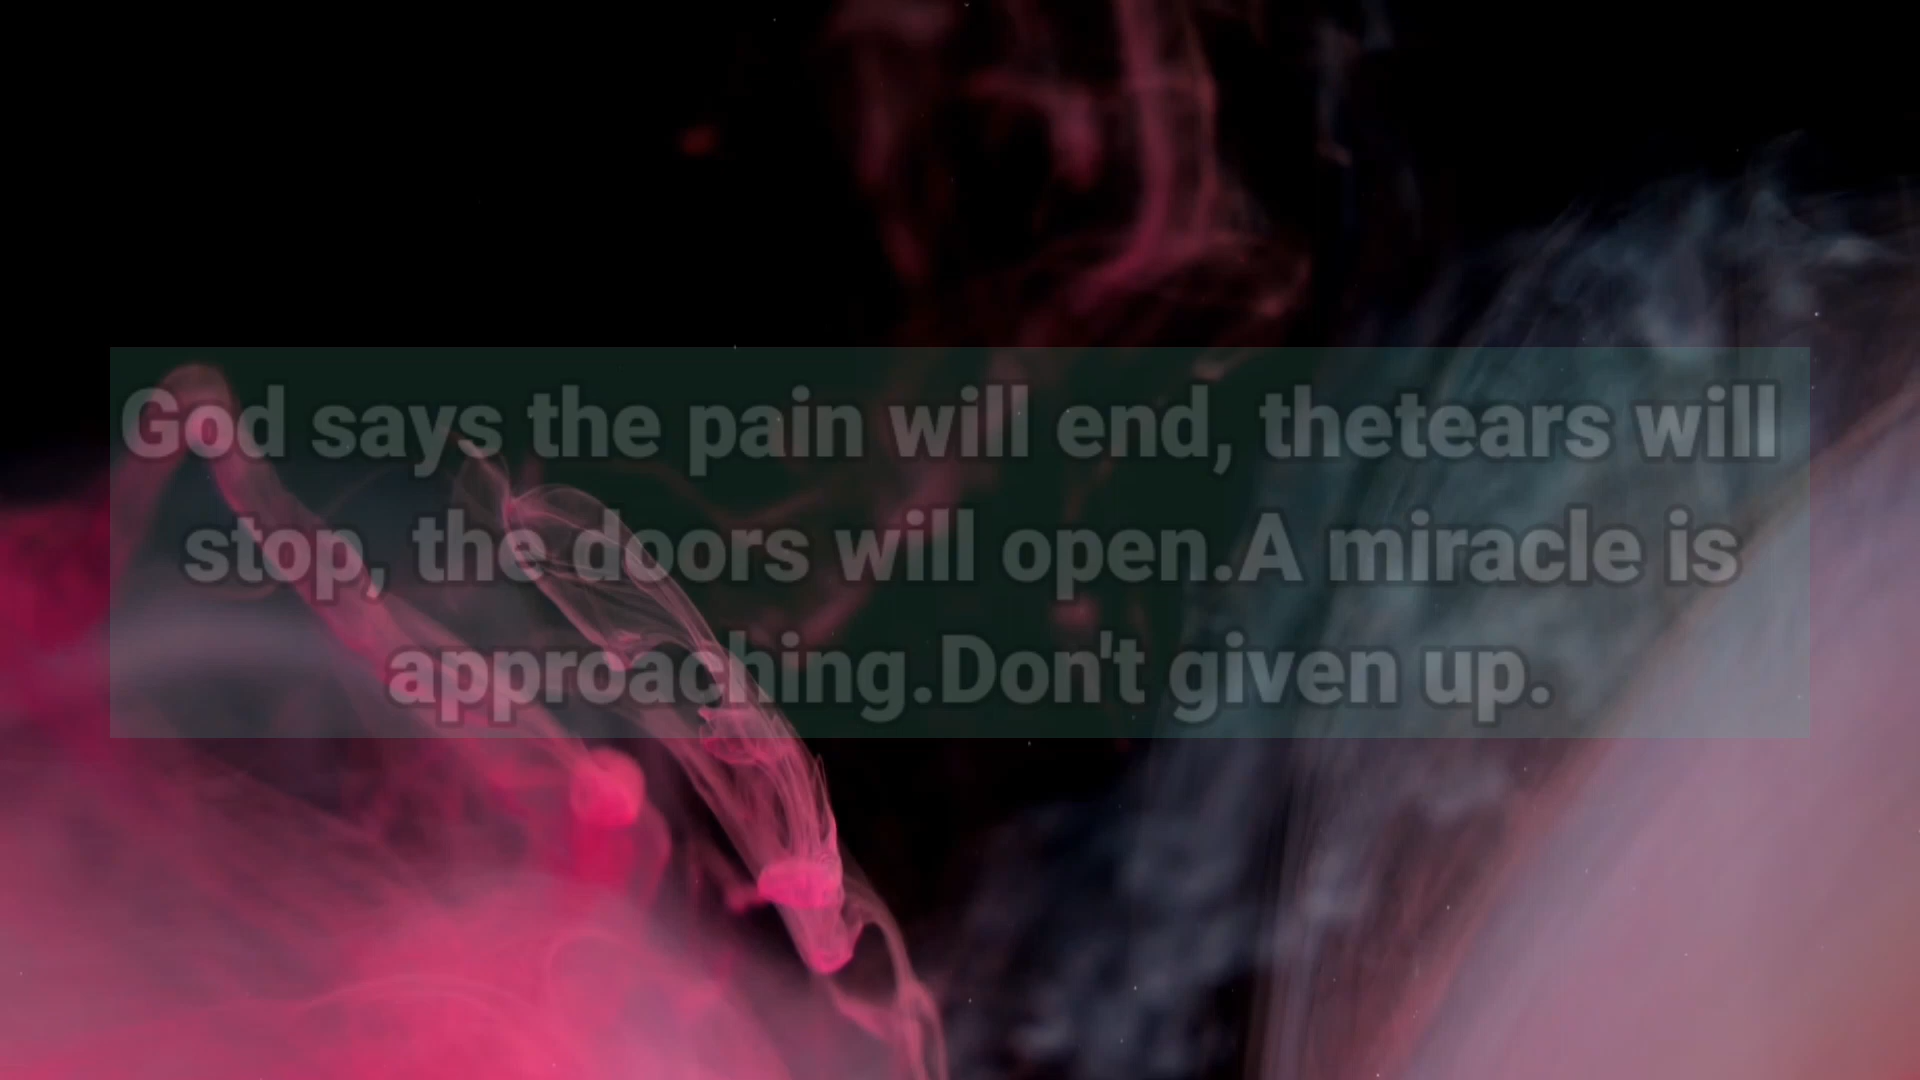 God says the pain will end, thetears will
stop, the doors will open.A miracle is
approaching.Don't given up.